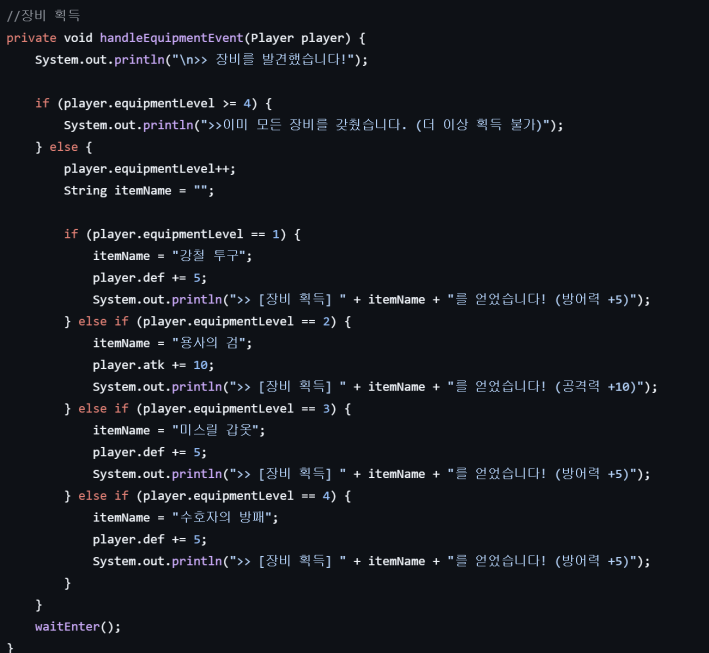 //장비 획득
private void handleEquipmentEvent(Player player) {
    System.out.println("\n>> 장비를 발견했습니다!");

    if (player.equipmentLevel >= 4) {
        System.out.println(">>이미 모든 장비를 갖췄습니다. (더 이상 획득 불가)");
    } else {
        player.equipmentLevel++;
        String itemName = "";

        if (player.equipmentLevel == 1) {
            itemName = "강철 투구";
            player.def += 5;
            System.out.println(">> [장비 획득] " + itemName + "를 얻었습니다! (방어력 +5)");
        } else if (player.equipmentLevel == 2) {
            itemName = "용사의 검";
            player.atk += 10;
            System.out.println(">> [장비 획득] " + itemName + "를 얻었습니다! (공격력 +10)");
        } else if (player.equipmentLevel == 3) {
            itemName = "미스릴 갑옷";
            player.def += 5;
            System.out.println(">> [장비 획득] " + itemName + "를 얻었습니다! (방어력 +5)");
        } else if (player.equipmentLevel == 4) {
            itemName = "수호자의 방패";
            player.def += 5;
            System.out.println(">> [장비 획득] " + itemName + "를 얻었습니다! (방어력 +5)");
        }
    }
    waitEnter();
}